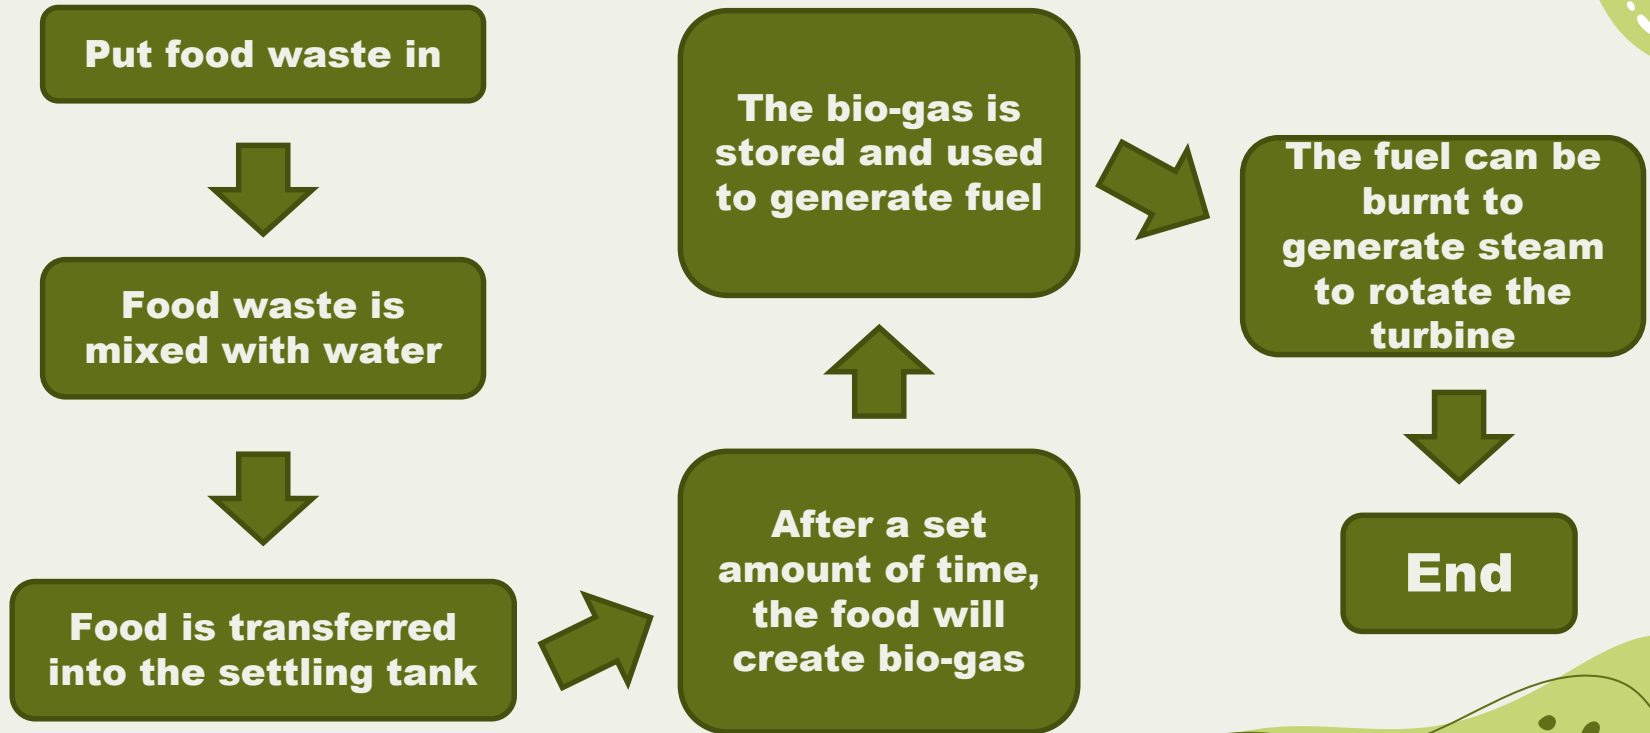 Put food waste in
Food waste is
mixed with water
Food is transferred
into the settling tank
After a set
amount of time,
the food will
create bio-gas
The bio-gas is
stored and used
to generate fuel
The fuel can be
burnt to
generate steam
to rotate the
turbine
End